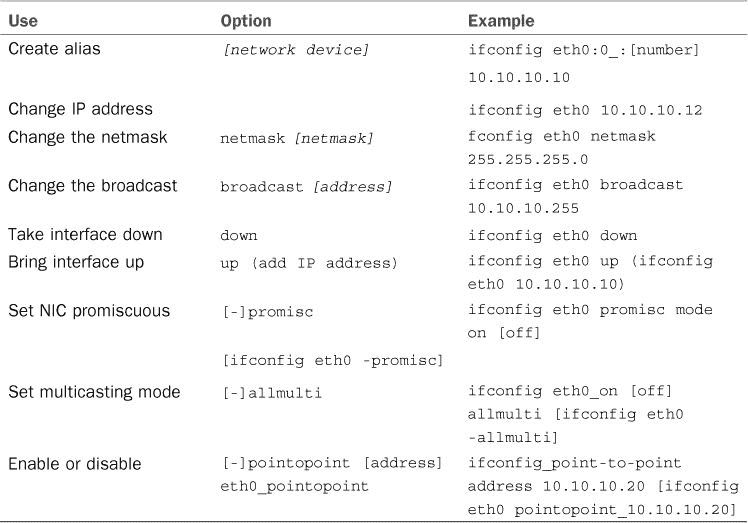 Use Option Example
Create alias [network device] ifconfig eth0:0_:[number]
10.10.10.10
Change IP address ifconfig eth0 10.10.10.12
Change the netmask netmask [netmask] fconfig eth0 netmask
255.255.255.0
Change the broadcast broadcast [address] ifconfig eth0 broadcast
10.10.10.255
Take interface down down ifconfig eth0 down
Bring interface up up (add IP address) ifconfig eth0 up (ifconfig
eth0 10.10.10.10)
Set NIC promiscuous [-]promisc ifconfig eth0 promisc mode
on [off]
[ifconfig eth0 -promisc]
Set multicasting mode [-]allmulti ifconfig eth0_on [off]
allmulti [ifconfig eth0
-allmulti]
Enable or disable [-]pointopoint [address] ifconfig_point-to-point
eth0_pointopoint address 10.10.10.20 [ifconfig
eth0 pointopoint_10.10.10.20]